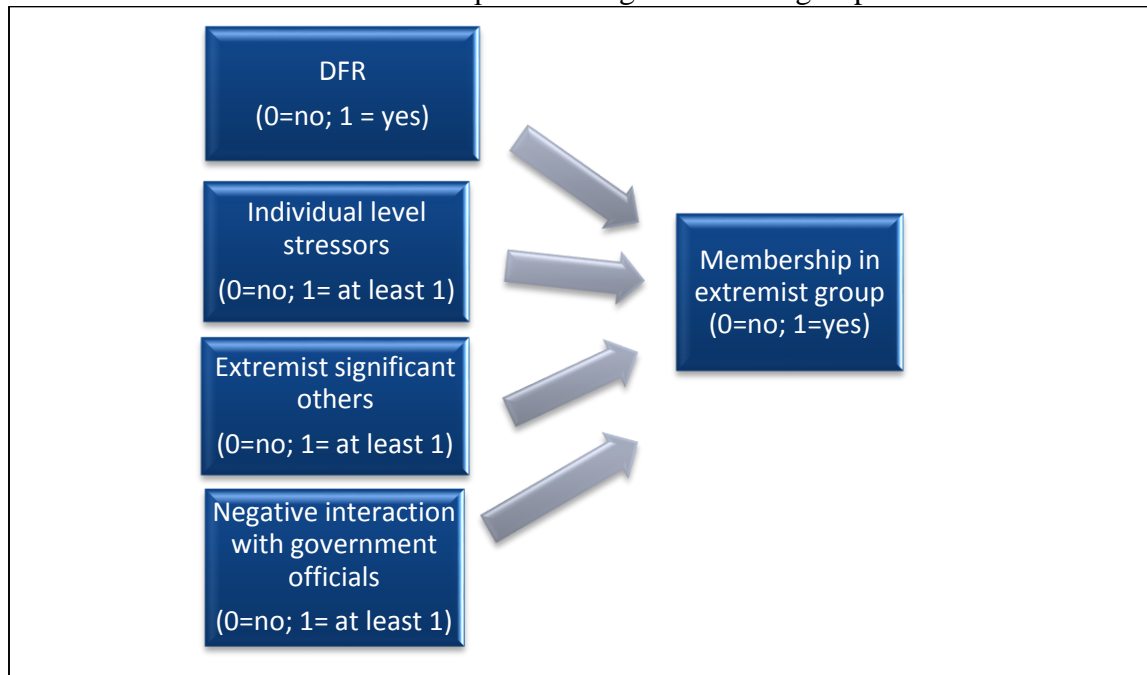 DFR
(0=no; 1 = yes)
Individual level
stressors
(0=no; 1= at least 1)
Extremist significant
others
(0=no; 1= at least 1)
Negative interaction
with government
officials
(0=no; 1= at least 1)
Membership in
extremist group
(0=no; 1=yes)